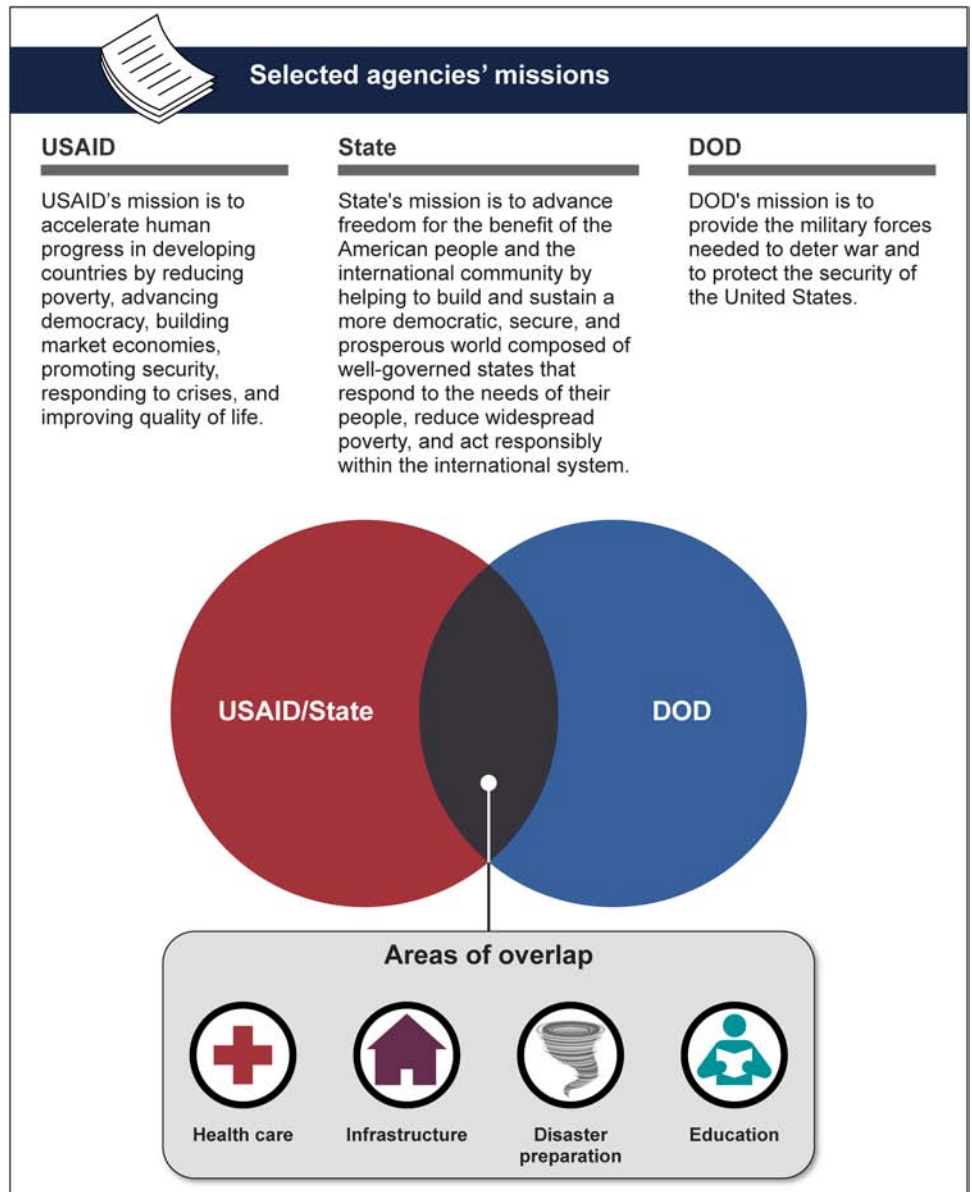 Selected agencies' missions
USAID
USAID's mission is to
accelerate human
progress in developing
countries by reducing
poverty, advancing
democracy, building
market economies,
promoting security,
responding to crises, and
improving quality of life.
State
State's mission is to advance
freedom for the benefit of the
American people and the
international community by
helping to build and sustain a
more democratic, secure, and
prosperous world composed of
well-governed states that
respond to the needs of their
people, reduce widespread
poverty, and act responsibly
within the international system.
DOD
DOD's mission is to
provide the military forces
needed to deter war and
to protect the security of
the United States.
USAID/State
DOD
Areas of overlap
Health care
Infrastructure
Disaster
preparation
Education